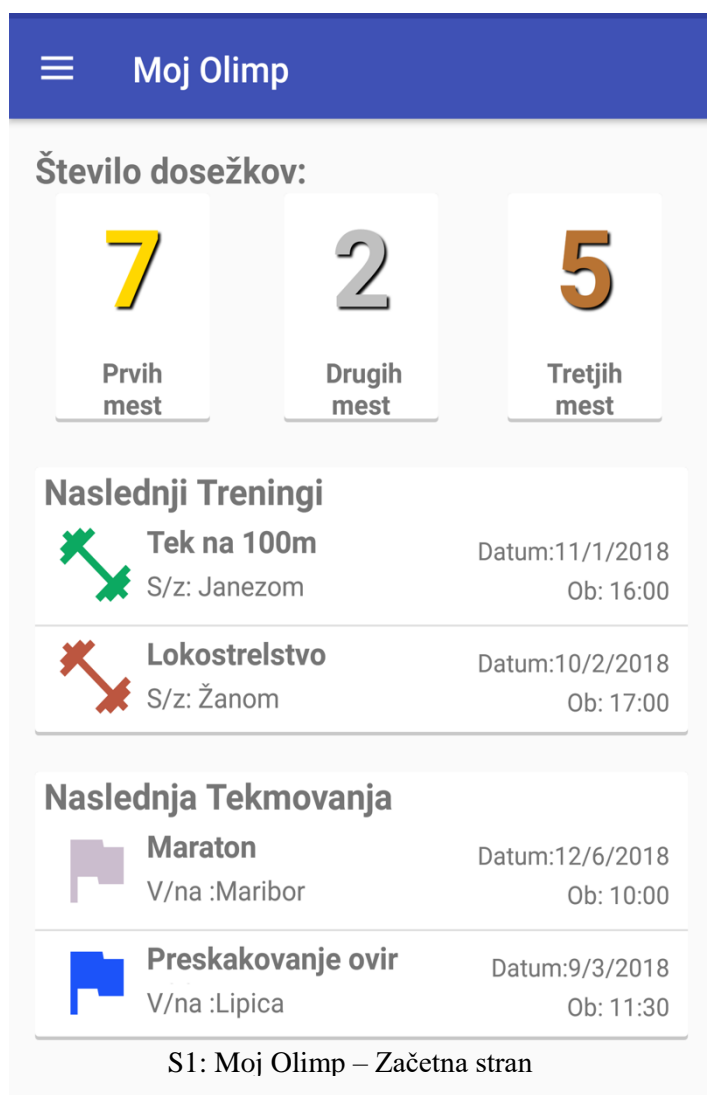 Moj Olimp
Število dosežkov:
7 2 5
Prvih mest
Drugih mest
Tretjih mest
Naslednji Treningi
Tek na 100m
Datum:11/1/2018
S/z: Janezom
Ob: 16:00
Lokostrelstvo
Datum:10/2/2018
S/z: Žanom
Ob: 17:00
Naslednja Tekmovanja
Maraton
Datum:12/6/2018
V/na :Maribor
Ob: 10:00
Preskakovanje ovir
Datum:9/3/2018
V/na :Lipica
Ob: 11:30
S1: Moj Olimp – Začetna stran